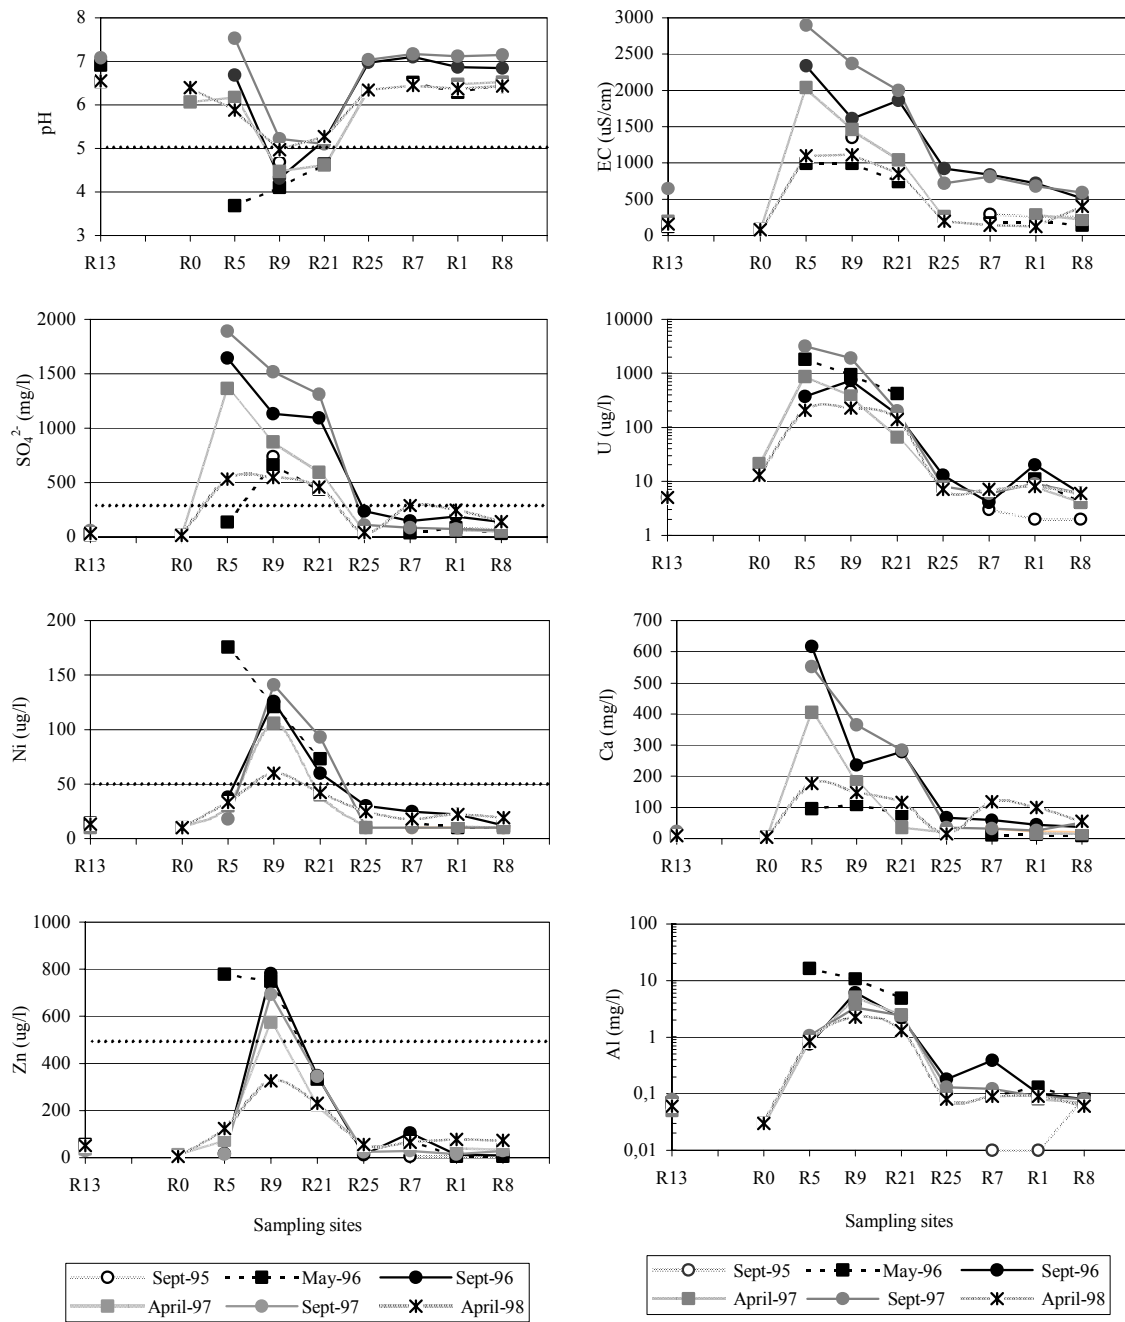 8
7
6
5
4
3
pH
R13 R0 R5 R9 R21 R25 R7 R1 R8
3000
2500
2000
1500
1000
500
0
EC (uS/cm)
R13 R0 R5 R9 R21 R25 R7 R1 R8
2000
1500
1000
500
0
SO₄²⁻ (mg/l)
R13 R0 R5 R9 R21 R25 R7 R1 R8
10000
1000
100
10
1
U (ug/l)
R13 R0 R5 R9 R21 R25 R7 R1 R8
200
150
100
50
0
Ni (ug/l)
R13 R0 R5 R9 R21 R25 R7 R1 R8
700
600
500
400
300
200
100
0
Ca (mg/l)
R13 R0 R5 R9 R21 R25 R7 R1 R8
1000
800
600
400
200
0
Zn (ug/l)
R13 R0 R5 R9 R21 R25 R7 R1 R8
Sampling sites
100
10
1
0,1
0,01
Al (mg/l)
R13 R0 R5 R9 R21 R25 R7 R1 R8
Sampling sites
Sept-95 May-96 Sept-96
April-97 Sept-97 April-98
Sept-95 May-96 Sept-96
April-97 Sept-97 April-98